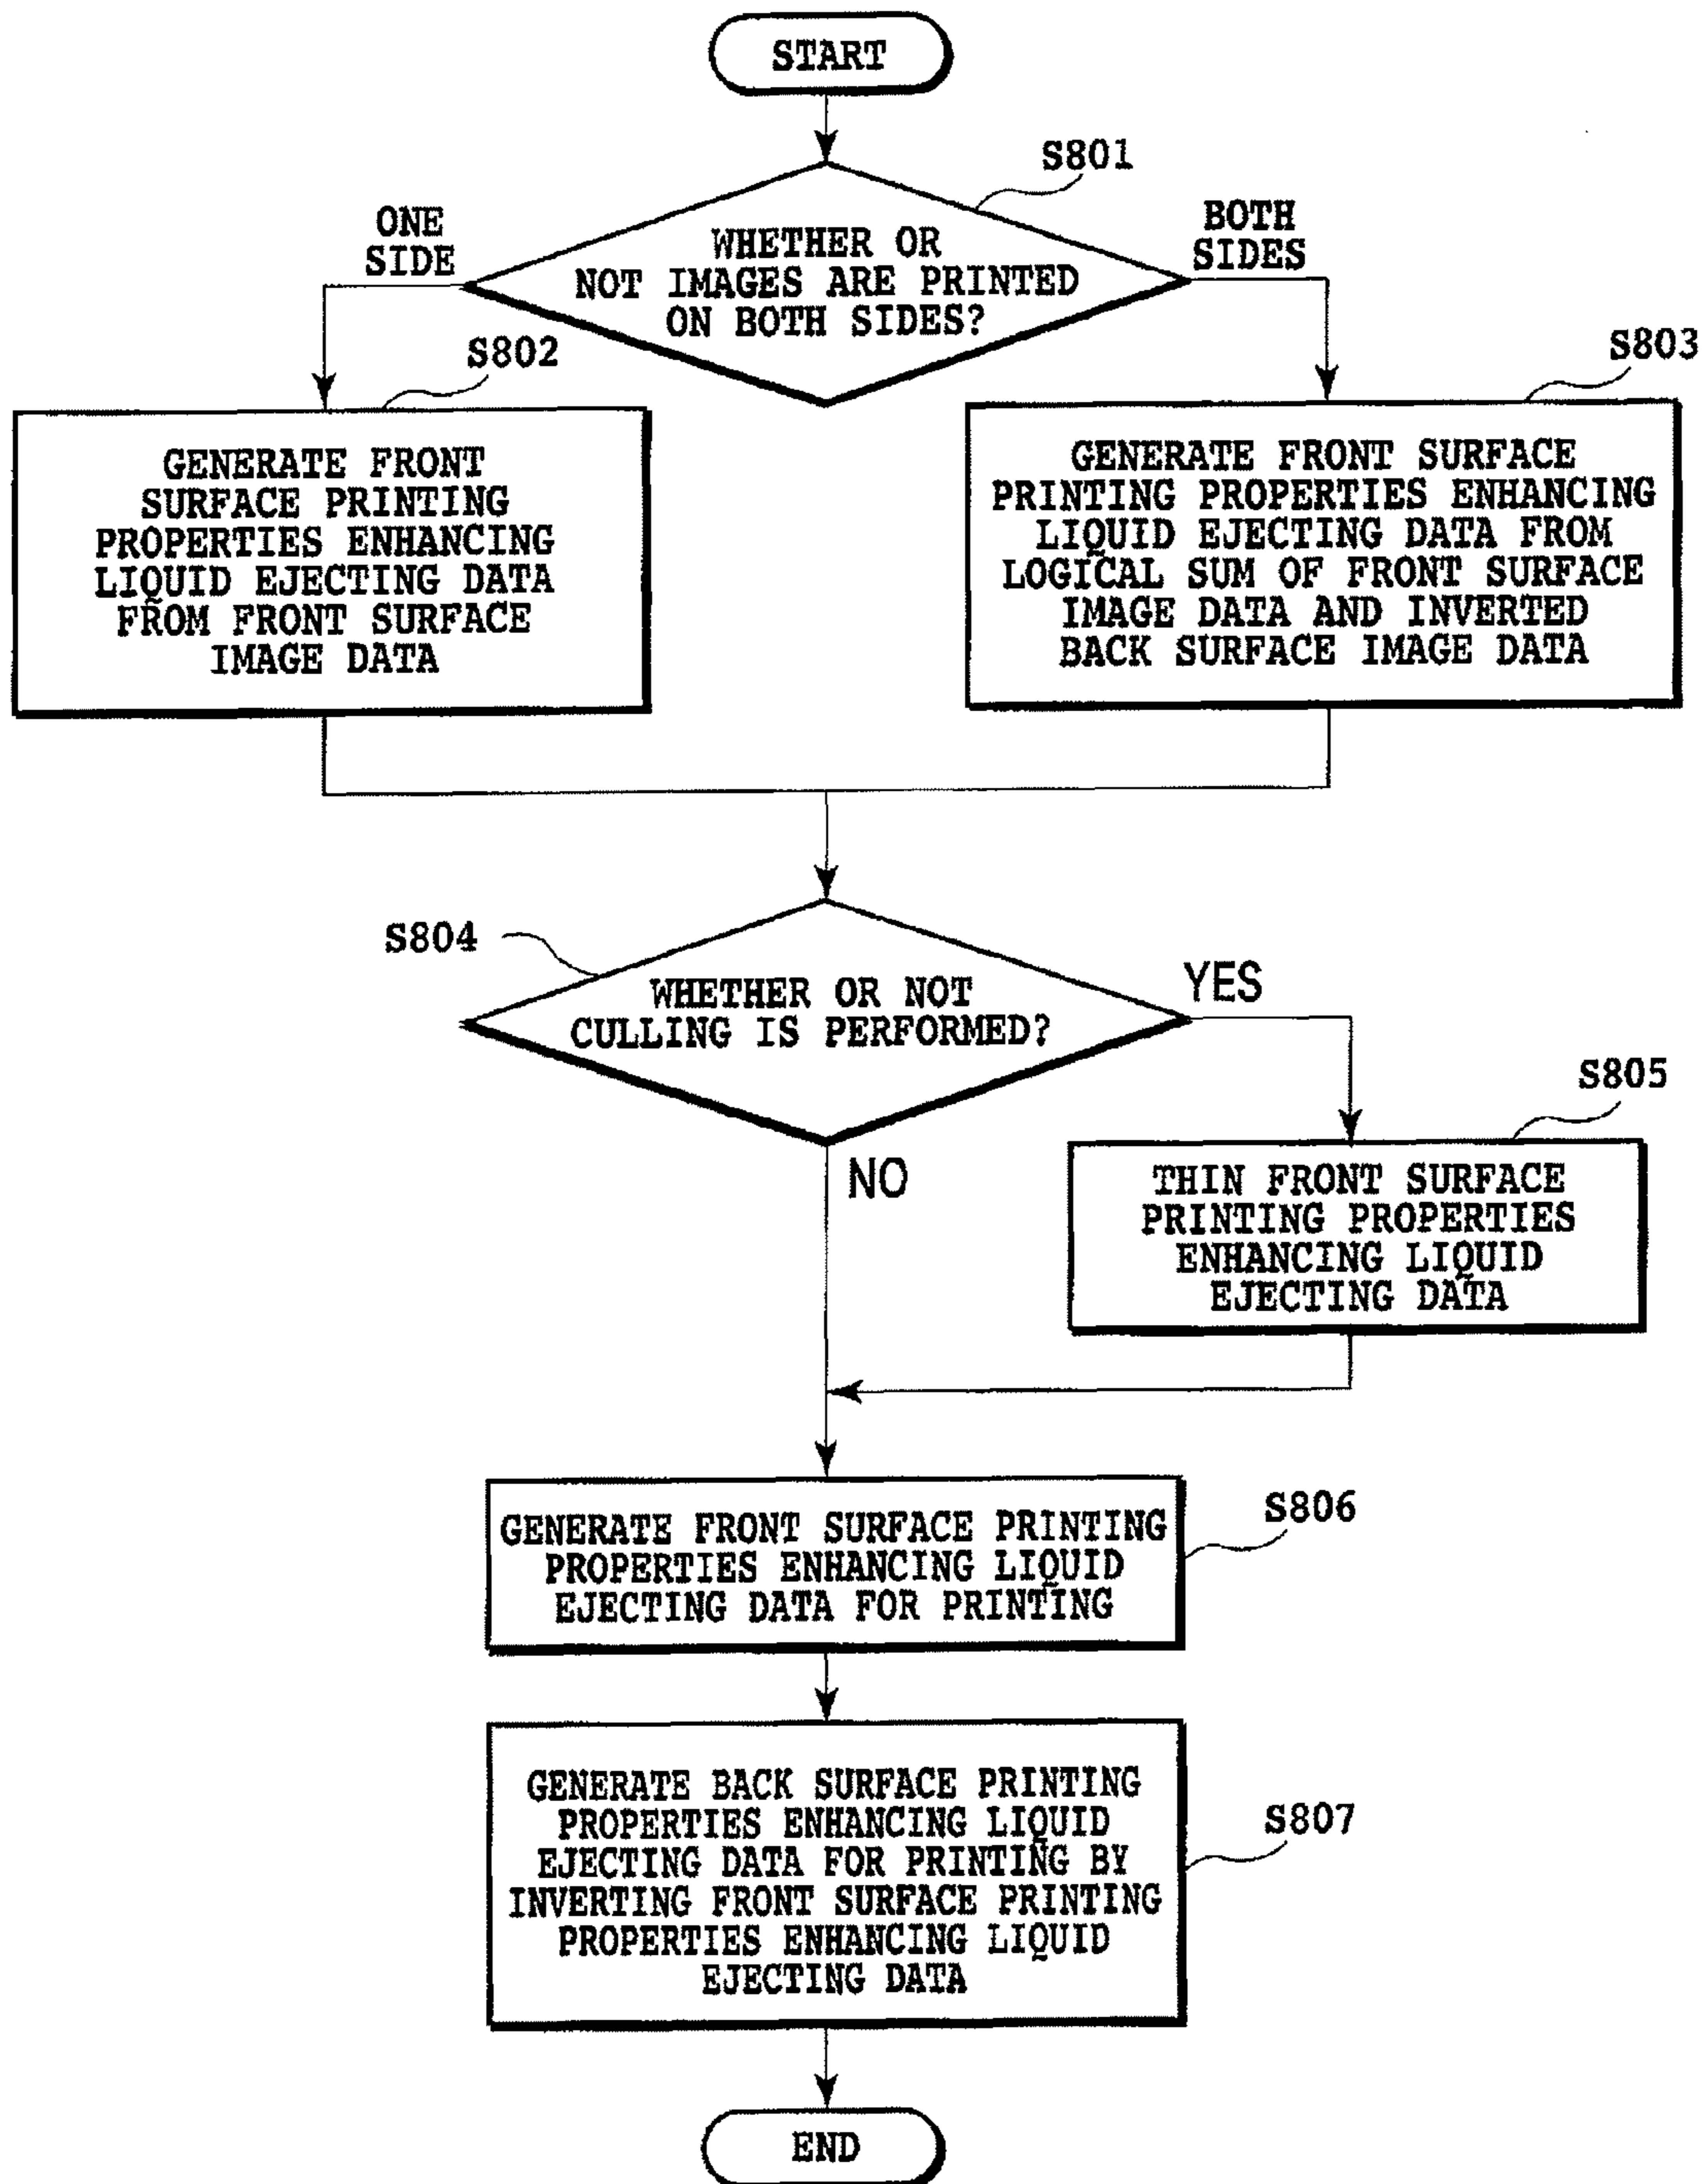 START
S801
ONE
SIDE
BOTH
SIDES
WHETHER OR
NOT IMAGES ARE PRINTED
ON BOTH SIDES?
S802
S803
GENERATE FRONT
SURFACE PRINTING
PROPERTIES ENHANCING
LIQUID EJECTING DATA
FROM FRONT SURFACE
IMAGE DATA
GENERATE FRONT SURFACE
PRINTING PROPERTIES ENHANCING
LIQUID EJECTING DATA FROM
LOGICAL SUM OF FRONT SURFACE
IMAGE DATA AND INVERTED
BACK SURFACE IMAGE DATA
S804
WHETHER OR NOT
CULLING IS PERFORMED?
YES
NO
S805
THIN FRONT SURFACE
PRINTING PROPERTIES
ENHANCING LIQUID
EJECTING DATA
GENERATE FRONT SURFACE PRINTING
PROPERTIES ENHANCING LIQUID
EJECTING DATA FOR PRINTING
S806
GENERATE BACK SURFACE PRINTING
PROPERTIES ENHANCING LIQUID
EJECTING DATA FOR PRINTING BY
INVERTING FRONT SURFACE PRINTING
PROPERTIES ENHANCING LIQUID
EJECTING DATA
S807
END